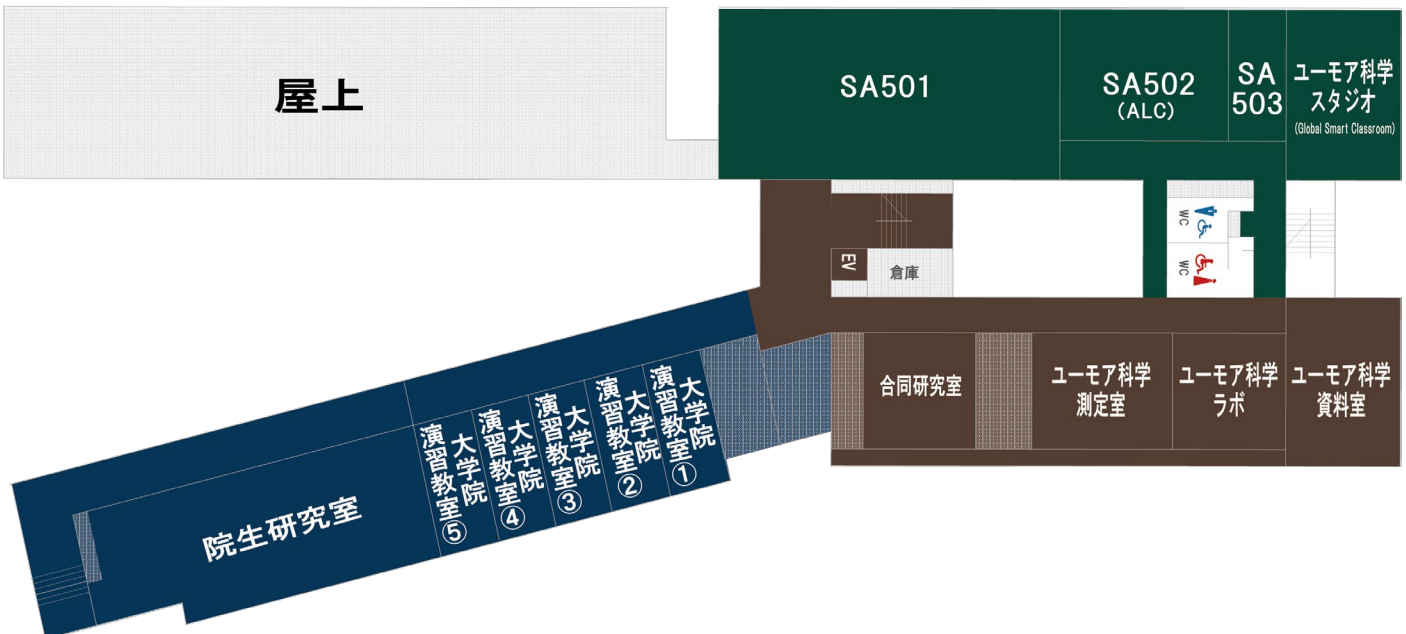 屋上
SA501
SA502
(ALC)
SA
503
ユーモア科学
スタジオ
(Global Smart Classroom)
WC
WC
EV
倉庫
合同研究室
ユーモア科学
測定室
ユーモア科学
ラボ
ユーモア科学
資料室
大学院
演習教室①
大学院
演習教室②
大学院
演習教室③
大学院
演習教室④
大学院
演習教室⑤
院生研究室